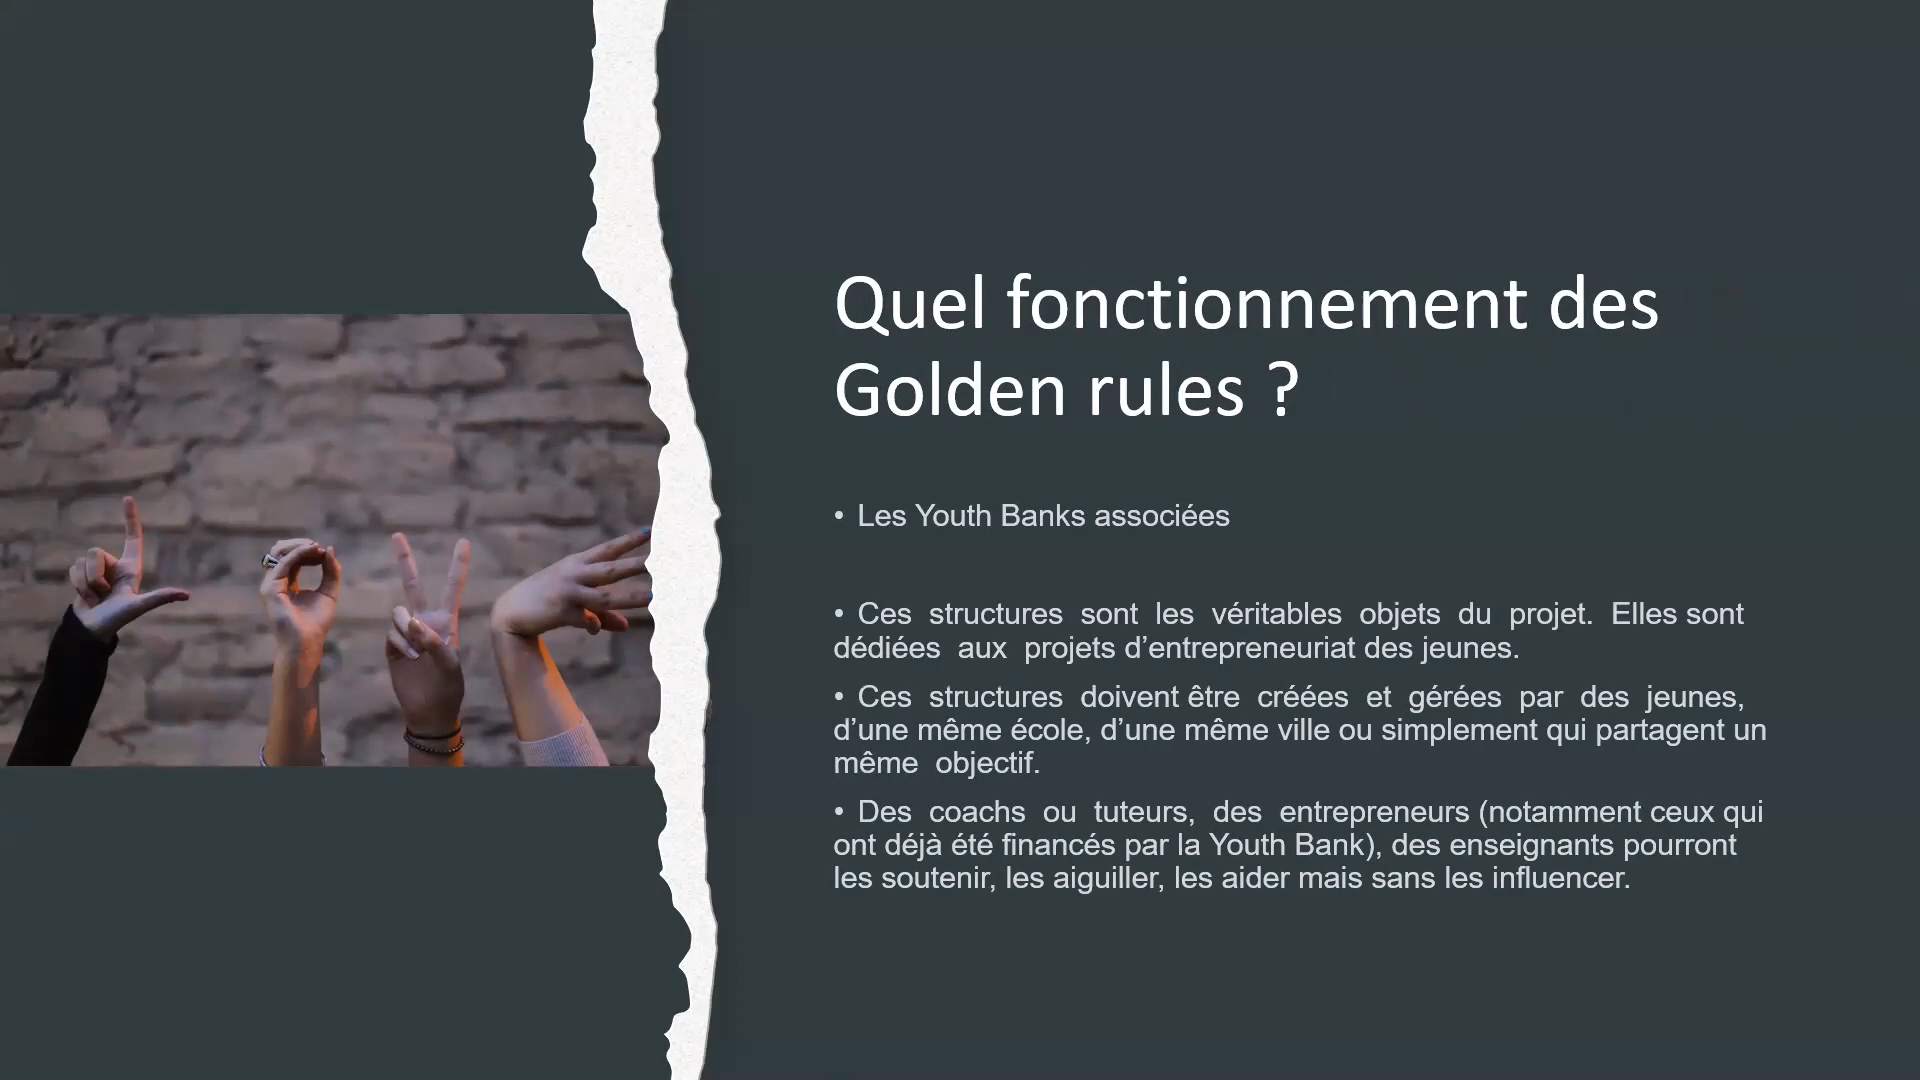 Quel fonctionnement des
Golden rules ?
• Les Youth Banks associées
• Ces structures sont les véritables objets du projet. Elles sont
dédiées aux projets d’entrepreneuriat des jeunes.
• Ces structures doivent être créées et gérées par des jeunes,
d’une même école, d’une même ville ou simplement qui partagent un
même objectif.
• Des coachs ou tuteurs, des entrepreneurs (notamment ceux qui
ont déjà été financés par la Youth Bank), des enseignants pourront
les soutenir, les aiguiller, les aider mais sans les influencer.